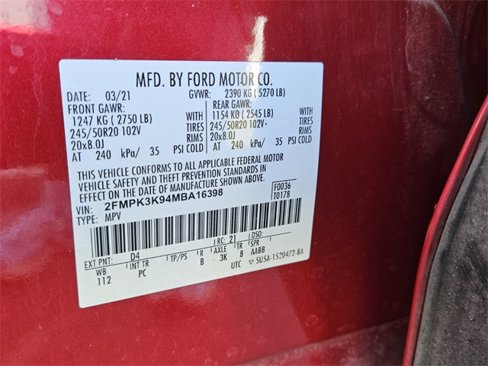 MFD. BY FORD MOTOR CO.
DATE: 03/21 GVWR: 2390 KG ( 5270 LB)
FRONT GAWR: REAR GAWR:
1247 KG ( 2750 LB) WITH 1154 KG ( 2545 LB) WITH
245/50R20 102V TIRES 245/50R20 102V TIRES
20x8.0J RIMS 20x8.0J RIMS
AT 240 kPa/ 35 PSI COLD AT 240 kPa/ 35 PSI COLD
THIS VEHICLE CONFORMS TO ALL APPLICABLE FEDERAL MOTOR
VEHICLE SAFETY AND THEFT PREVENTION STANDARDS IN
EFFECT ON THE DATE OF MANUFACTURE SHOWN ABOVE.
VIN: 2FMPK3K94MBA16398 F0036
TYPE: MPV T0178
EXT PNT: D4 RC: 21 DSO:
WB INT TR TP/PS R AXLE TR SPR
112 PC B 3K 8 AABB
UTC 5U5A-1520472-BA